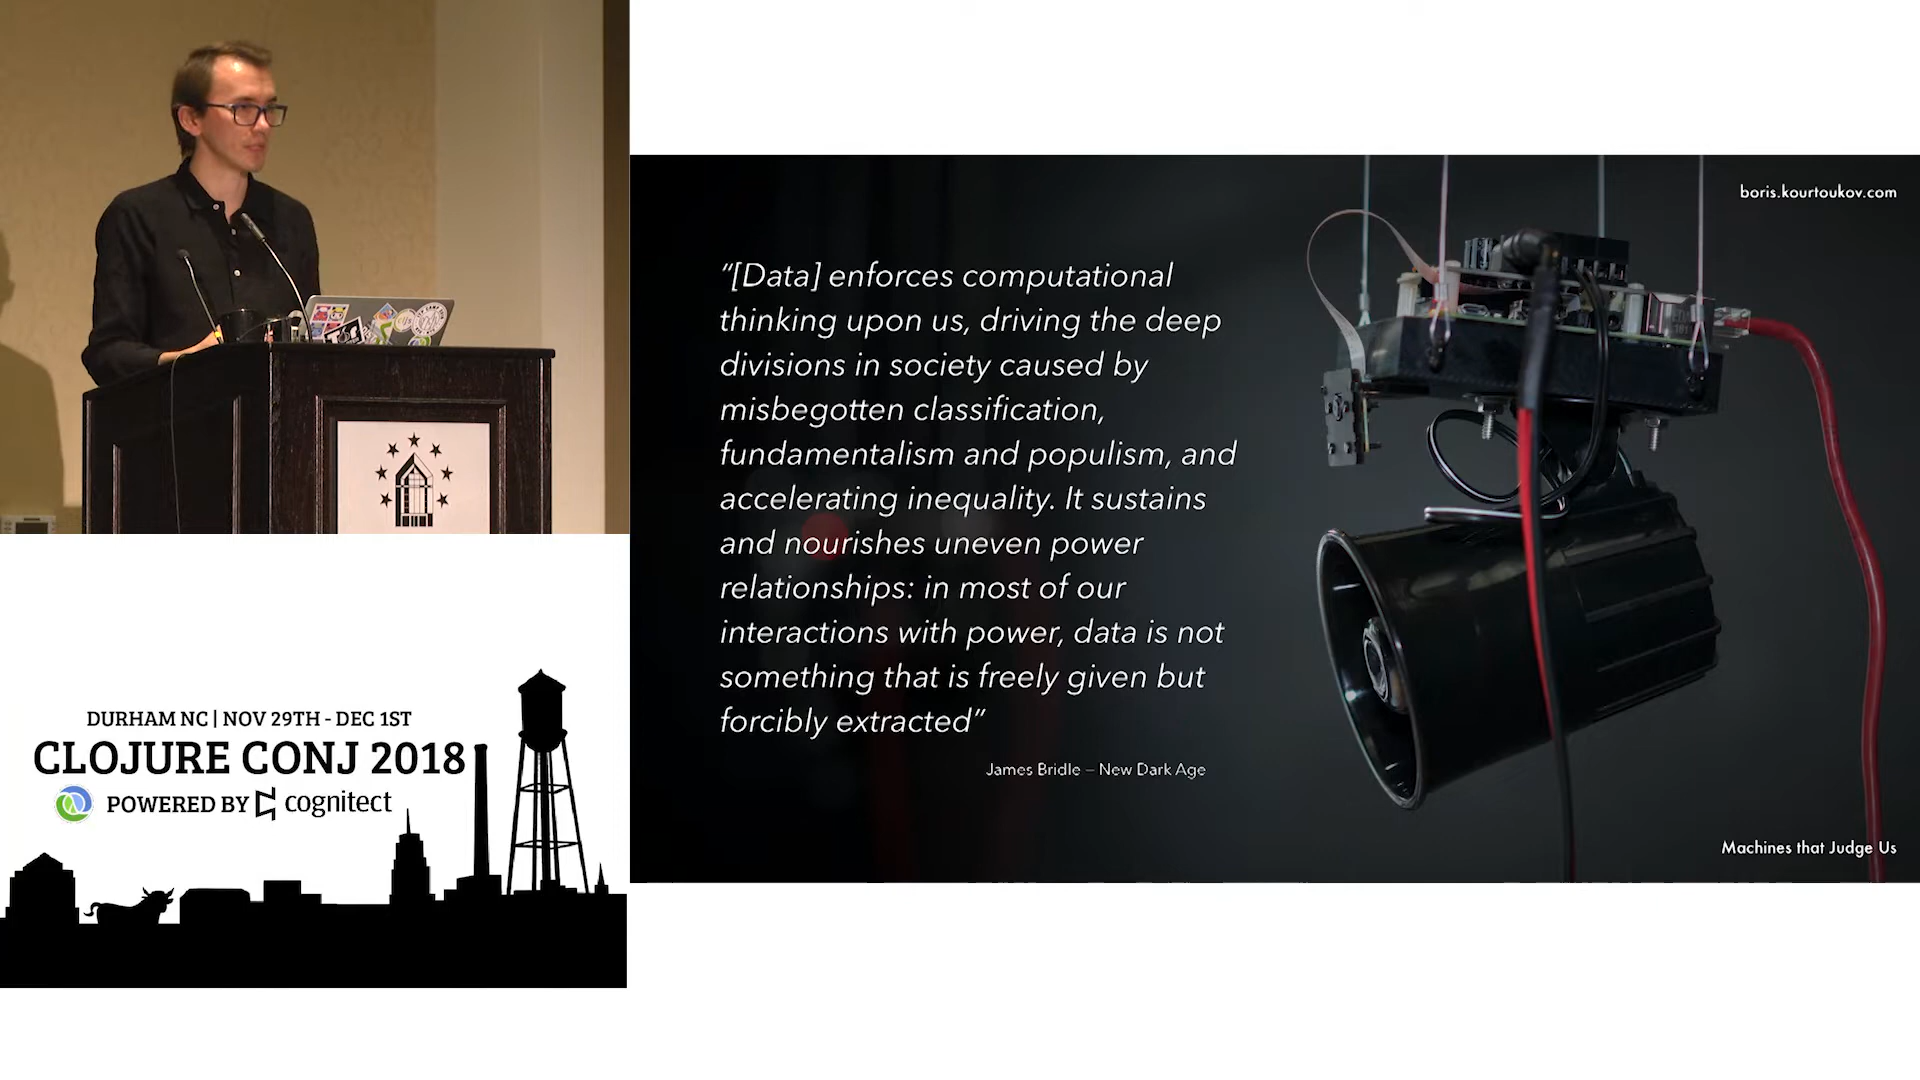 boris.kourtoukov.com
“[Data] enforces computational
thinking upon us, driving the deep
divisions in society caused by
misbegotten classification,
fundamentalism and populism, and
accelerating inequality. It sustains
and nourishes uneven power
relationships: in most of our
interactions with power, data is not
something that is freely given but
forcibly extracted”
James Bridle – New Dark Age
Machines that Judge Us
DURHAM NC | NOV 29TH - DEC 1ST
CLOJURE CONJ 2018
POWERED BY cognitect